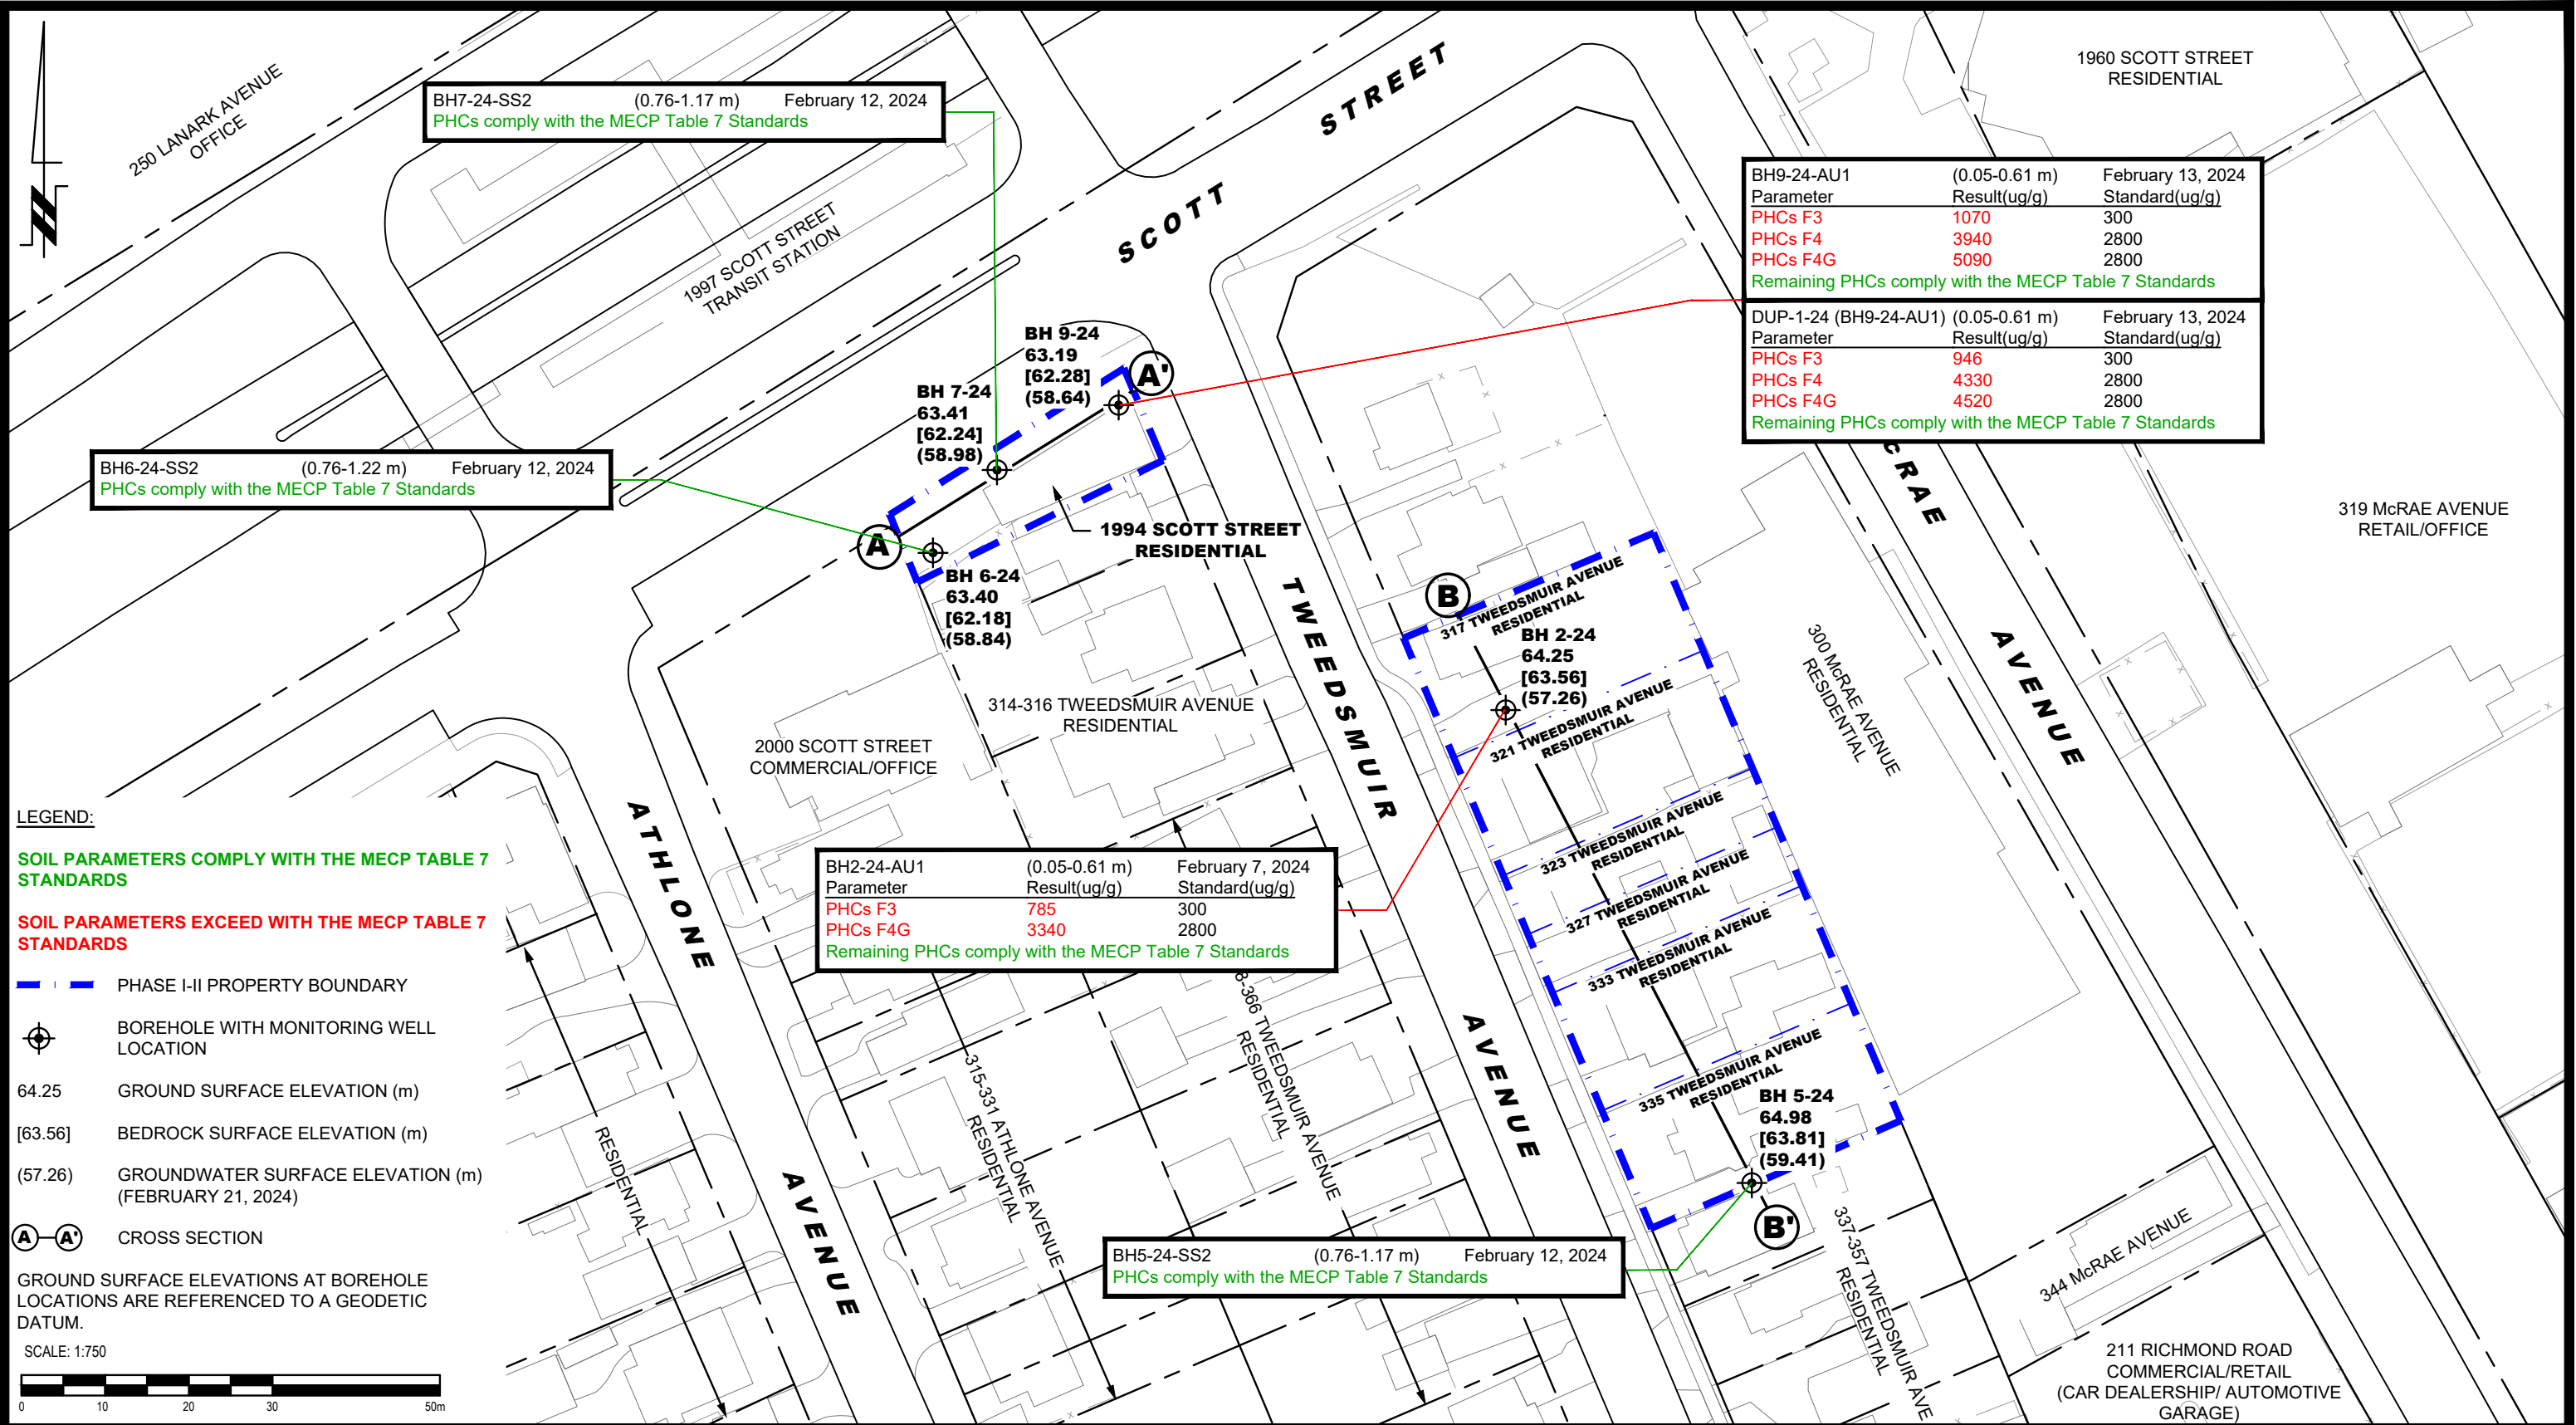 250 LANARK AVENUE
OFFICE
BH7-24-SS2 (0.76-1.17 m) February 12, 2024
PHCs comply with the MECP Table 7 Standards
SCOTT STREET
1960 SCOTT STREET
RESIDENTIAL
1997 SCOTT STREET
TRANSIT STATION
BH9-24-AU1 (0.05-0.61 m) February 13, 2024
Parameter Result(ug/g) Standard(ug/g)
PHCs F3 1070 300
PHCs F4 3940 2800
PHCs F4G 5090 2800
Remaining PHCs comply with the MECP Table 7 Standards
DUP-1-24 (BH9-24-AU1) (0.05-0.61 m) February 13, 2024
Parameter Result(ug/g) Standard(ug/g)
PHCs F3 946 300
PHCs F4 4330 2800
PHCs F4G 4520 2800
Remaining PHCs comply with the MECP Table 7 Standards
BH 9-24
63.19
[62.28]
(58.64)
A'
BH 7-24
63.41
[62.24]
(58.98)
BH6-24-SS2 (0.76-1.22 m) February 12, 2024
PHCs comply with the MECP Table 7 Standards
A
1994 SCOTT STREET
RESIDENTIAL
BH 6-24
63.40
[62.18]
(58.84)
CRAE AVENUE
319 McRAE AVENUE
RETAIL/OFFICE
B
317 TWEEDSMUIR AVENUE
RESIDENTIAL
BH 2-24
64.25
[63.56]
(57.26)
321 TWEEDSMUIR AVENUE
RESIDENTIAL
300 McRAE AVENUE
RESIDENTIAL
TWEEDSMUIR AVENUE
314-316 TWEEDSMUIR AVENUE
RESIDENTIAL
2000 SCOTT STREET
COMMERCIAL/OFFICE
323 TWEEDSMUIR AVENUE
RESIDENTIAL
327 TWEEDSMUIR AVENUE
RESIDENTIAL
333 TWEEDSMUIR AVENUE
RESIDENTIAL
335 TWEEDSMUIR AVENUE
RESIDENTIAL
BH2-24-AU1 (0.05-0.61 m) February 7, 2024
Parameter Result(ug/g) Standard(ug/g)
PHCs F3 785 300
PHCs F4G 3340 2800
Remaining PHCs comply with the MECP Table 7 Standards
ATHLONE AVENUE
RESIDENTIAL
315-331 ATHLONE AVENUE
RESIDENTIAL
8-366 TWEEDSMUIR AVENUE
RESIDENTIAL
BH 5-24
64.98
[63.81]
(59.41)
B'
BH5-24-SS2 (0.76-1.17 m) February 12, 2024
PHCs comply with the MECP Table 7 Standards
337-357 TWEEDSMUIR AVE
RESIDENTIAL
344 McRAE AVENUE
211 RICHMOND ROAD
COMMERCIAL/RETAIL
(CAR DEALERSHIP/ AUTOMOTIVE
GARAGE)
LEGEND:
SOIL PARAMETERS COMPLY WITH THE MECP TABLE 7
STANDARDS
SOIL PARAMETERS EXCEED WITH THE MECP TABLE 7
STANDARDS
PHASE I-II PROPERTY BOUNDARY
BOREHOLE WITH MONITORING WELL
LOCATION
64.25 GROUND SURFACE ELEVATION (m)
[63.56] BEDROCK SURFACE ELEVATION (m)
(57.26) GROUNDWATER SURFACE ELEVATION (m)
(FEBRUARY 21, 2024)
A A' CROSS SECTION
GROUND SURFACE ELEVATIONS AT BOREHOLE
LOCATIONS ARE REFERENCED TO A GEODETIC
DATUM.
SCALE: 1:750
0 10 20 30 50m